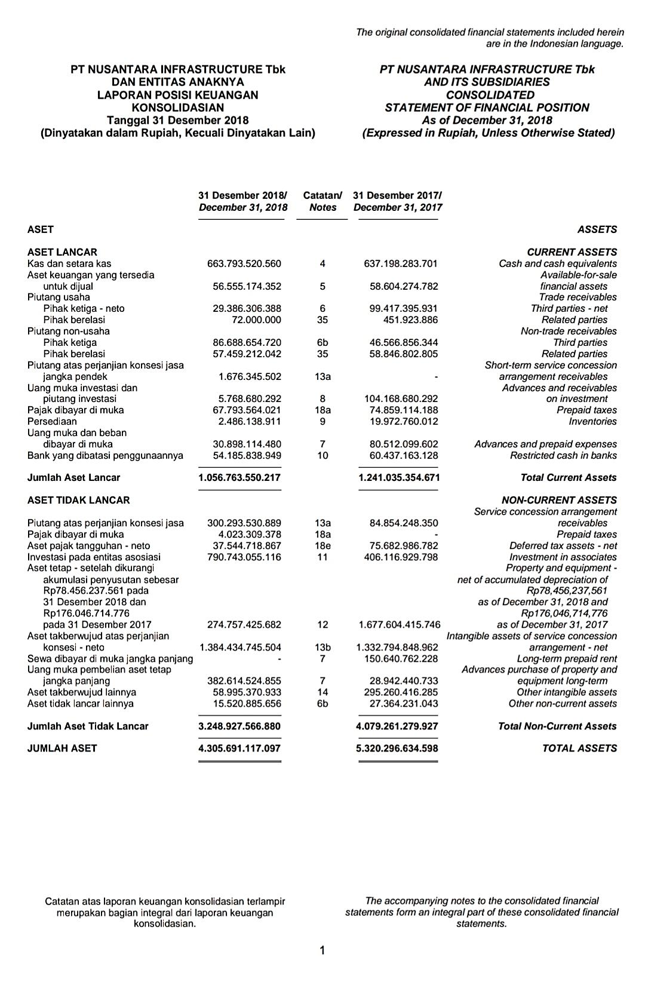 The original consolidated financial statements included herein
are in the Indonesian language.
PT NUSANTARA INFRASTRUCTURE Tbk
DAN ENTITAS ANAKNYA
LAPORAN POSISI KEUANGAN
KONSOLIDASIAN
Tanggal 31 Desember 2018
(Dinyatakan dalam Rupiah, Kecuali Dinyatakan Lain)
PT NUSANTARA INFRASTRUCTURE Tbk
AND ITS SUBSIDIARIES
CONSOLIDATED
STATEMENT OF FINANCIAL POSITION
As of December 31, 2018
(Expressed in Rupiah, Unless Otherwise Stated)
31 Desember 2018/ Catatan/ 31 Desember 2017/
December 31, 2018 Notes December 31, 2017
ASET ASSETS
ASET LANCAR CURRENT ASSETS
Kas dan setara kas 663.793.520.560 4 637.198.283.701 Cash and cash equivalents
Aset keuangan yang tersedia Available-for-sale
untuk dijual 56.555.174.352 5 58.604.274.782 financial assets
Piutang usaha Trade receivables
Pihak ketiga - neto 29.386.306.388 6 99.417.395.931 Third parties - net
Pihak berelasi 72.000.000 35 451.923.886 Related parties
Piutang non-usaha Non-trade receivables
Pihak ketiga 86.688.654.720 6b 46.566.856.344 Third parties
Pihak berelasi 57.459.212.042 35 58.846.802.805 Related parties
Piutang atas perjanjian konsesi jasa Short-term service concession
jangka pendek 1.676.345.502 13a - arrangement receivables
Uang muka investasi dan Advances and receivables
piutang investasi 5.768.680.292 8 104.168.680.292 on investment
Pajak dibayar di muka 67.793.564.021 18a 74.859.114.188 Prepaid taxes
Persediaan 2.486.138.911 9 19.972.760.012 Inventories
Uang muka dan beban
dibayar di muka 30.898.114.480 7 80.512.099.602 Advances and prepaid expenses
Bank yang dibatasi penggunaannya 54.185.838.949 10 60.437.163.128 Restricted cash in banks
Jumlah Aset Lancar 1.056.763.550.217 1.241.035.354.671 Total Current Assets
ASET TIDAK LANCAR NON-CURRENT ASSETS
Service concession arrangement
Piutang atas perjanjian konsesi jasa 300.293.530.889 13a 84.854.248.350 receivables
Pajak dibayar di muka 4.023.309.378 18a - Prepaid taxes
Aset pajak tangguhan - neto 37.544.718.867 18e 75.682.986.782 Deferred tax assets - net
Investasi pada entitas asosiasi 790.743.055.116 11 406.116.929.798 Investment in associates
Aset tetap - setelah dikurangi Property and equipment -
akumulasi penyusutan sebesar net of accumulated depreciation of
Rp78.456.237.561 pada Rp78,456,237,561
31 Desember 2018 dan as of December 31, 2018 and
Rp176.046.714.776 Rp176,046,714,776
pada 31 Desember 2017 274.757.425.682 12 1.677.604.415.746 as of December 31, 2017
Aset takberwujud atas perjanjian Intangible assets of service concession
konsesi - neto 1.384.434.745.504 13b 1.332.794.848.962 arrangement - net
Sewa dibayar di muka jangka panjang - 7 150.640.762.228 Long-term prepaid rent
Uang muka pembelian aset tetap Advances purchase of property and
jangka panjang 382.614.524.855 7 28.942.440.733 equipment long-term
Aset takberwujud lainnya 58.995.370.933 14 295.260.416.285 Other intangible assets
Aset tidak lancar lainnya 15.520.885.656 6b 27.364.231.043 Other non-current assets
Jumlah Aset Tidak Lancar 3.248.927.566.880 4.079.261.279.927 Total Non-Current Assets
JUMLAH ASET 4.305.691.117.097 5.320.296.634.598 TOTAL ASSETS
Catatan atas laporan keuangan konsolidasian terlampir
merupakan bagian integral dari laporan keuangan
konsolidasian.
The accompanying notes to the consolidated financial
statements form an integral part of these consolidated financial
statements.
1